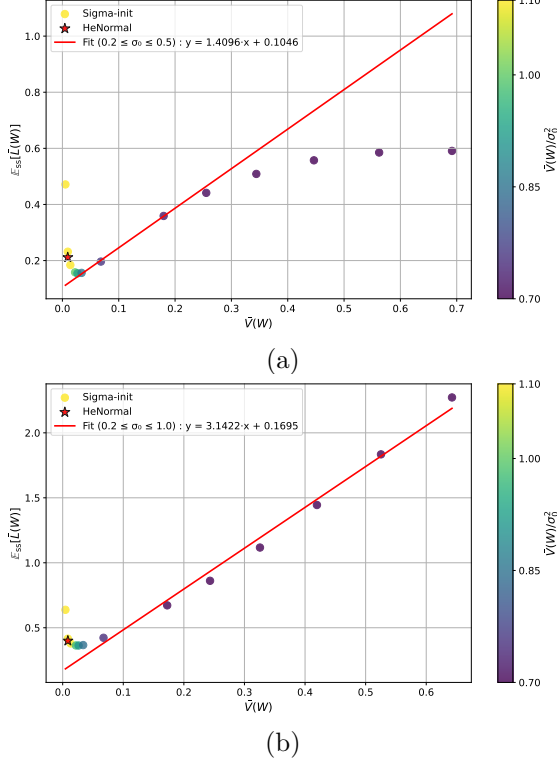 Sigma-init
HeNormal
Fit (0.2 ≤ σ₀ ≤ 0.5) : y = 1.4096·x + 0.1046
1.0
0.8
0.6
0.4
0.2
𝔼ss[L̄(W)]
0.0 0.1 0.2 0.3 0.4 0.5 0.6 0.7
V̄(W)
1.10
1.00
0.85
0.70
V̄(W)/σ₀²
(a)
Sigma-init
HeNormal
Fit (0.2 ≤ σ₀ ≤ 1.0) : y = 3.1422·x + 0.1695
2.0
1.5
1.0
0.5
𝔼ss[L̄(W)]
0.0 0.1 0.2 0.3 0.4 0.5 0.6
V̄(W)
1.10
1.00
0.85
0.70
V̄(W)/σ₀²
(b)